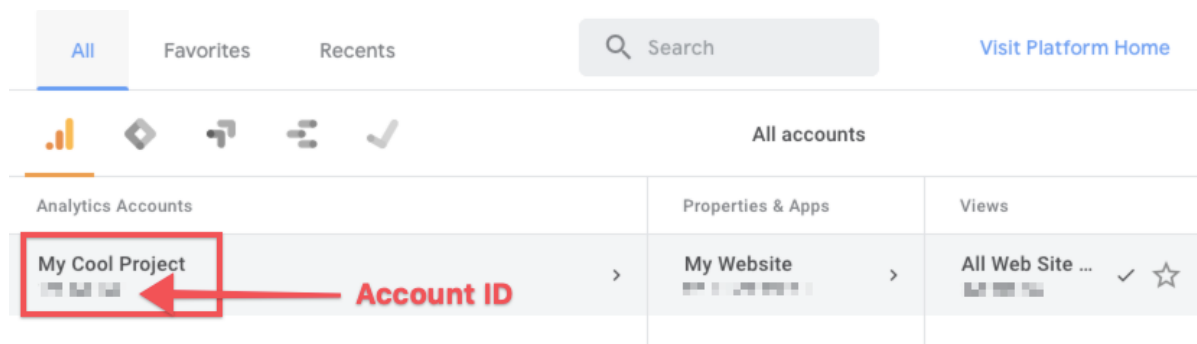 All Favorites Recents Search Visit Platform Home
All accounts
Analytics Accounts Properties & Apps Views
My Cool Project My Website All Web Site ...
Account ID